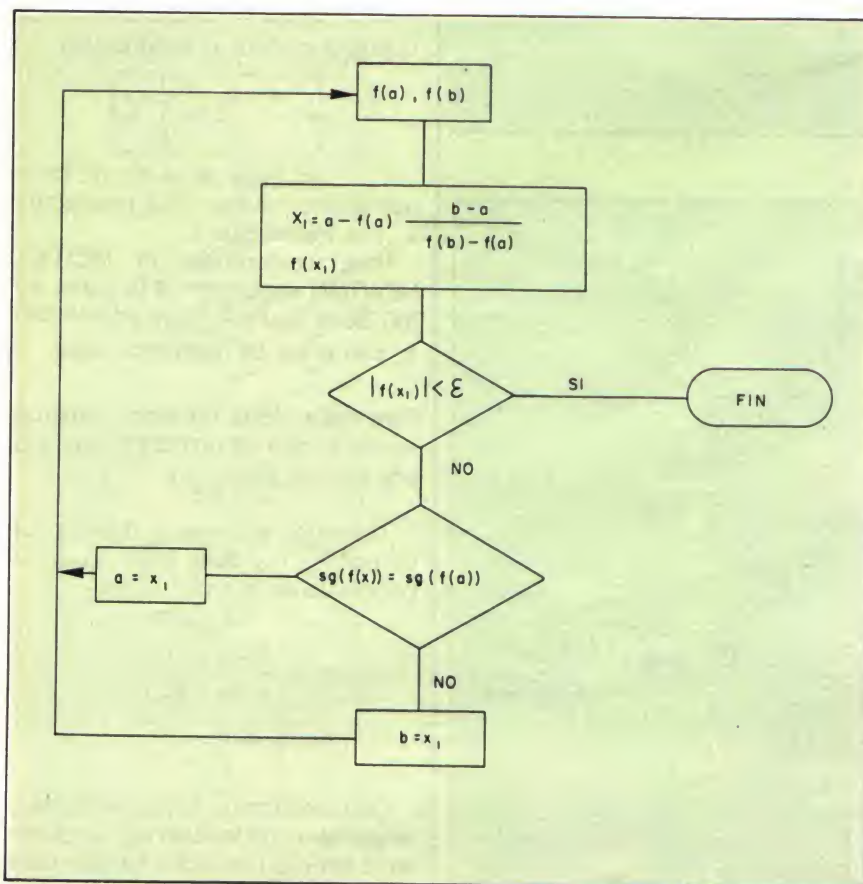 f(a), f(b)
X₁ = a − f(a) (b − a) / (f(b) − f(a))
f(x₁)
|f(x₁)| < Ɛ
SI
FIN
NO
a = x₁
sg(f(x)) = sg(f(a))
NO
b = x₁